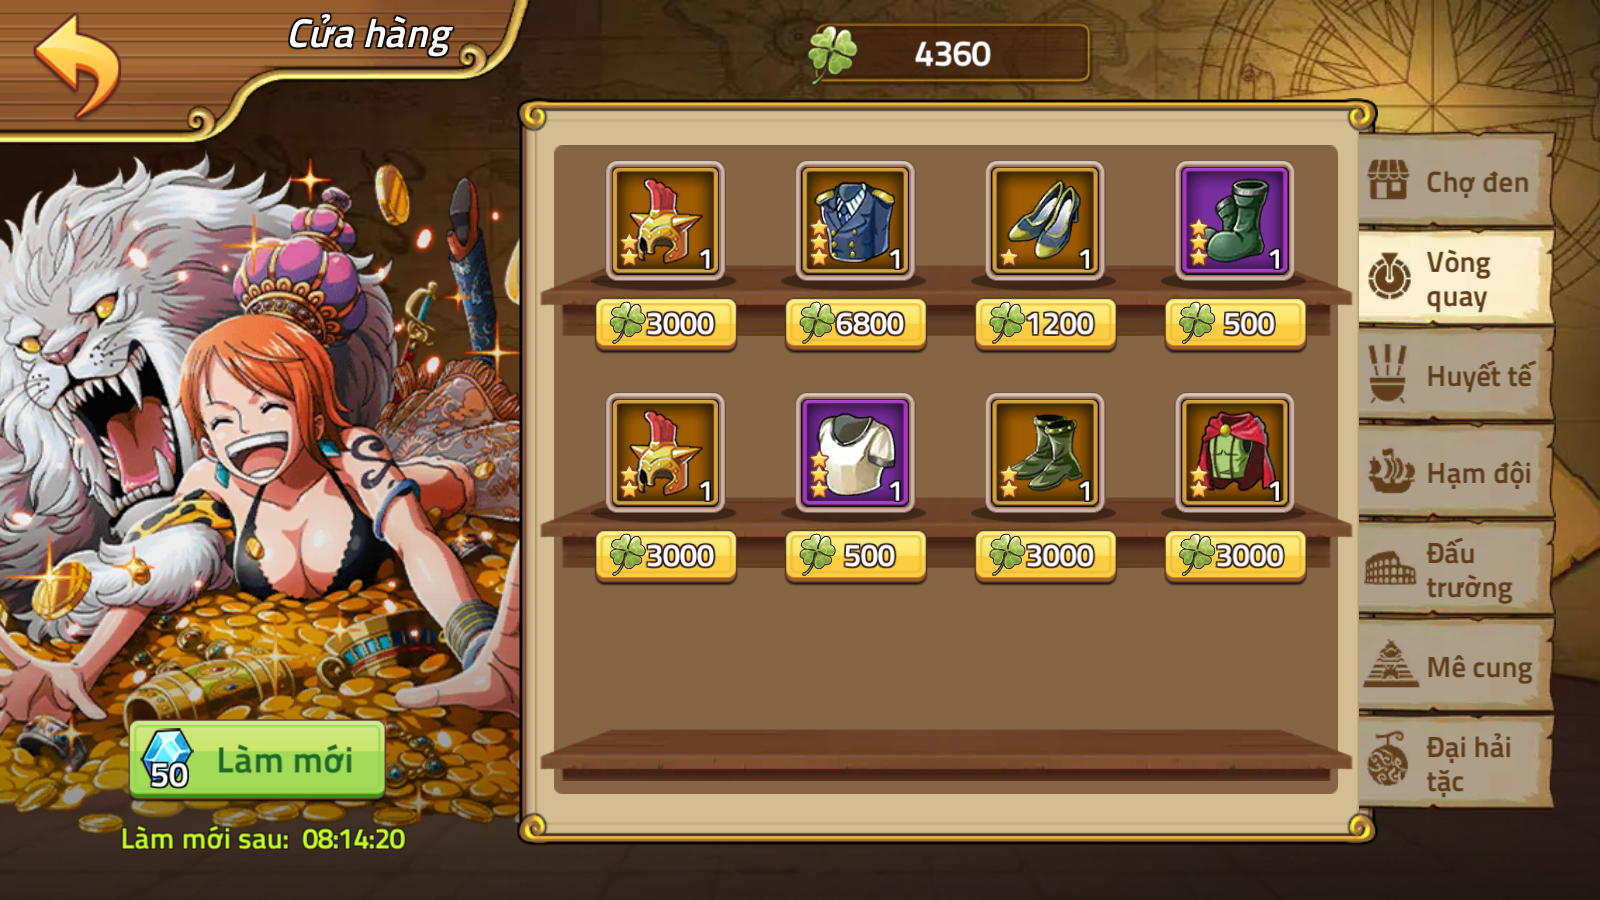 Cửa hàng
4360
1
1
1
1
3000
6800
1200
500
1
1
1
1
3000
500
3000
3000
Chợ đen
Vòng
quay
Huyết tế
Hạm đội
Đấu
trường
Mê cung
Đại hải
tặc
50
Làm mới
Làm mới sau: 08:14:20